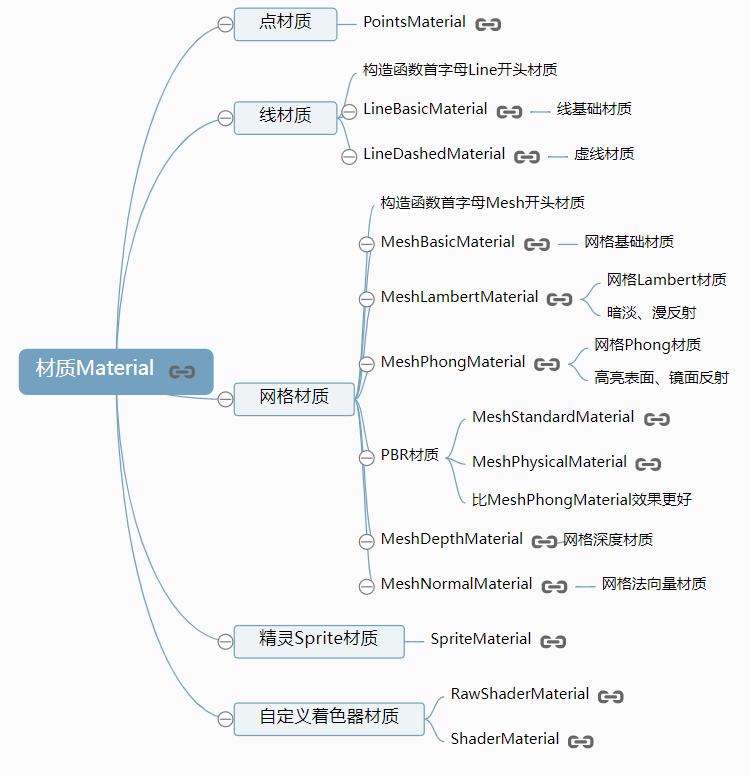 材质Material
点材质
PointsMaterial
线材质
构造函数首字母Line开头材质
LineBasicMaterial
线基础材质
LineDashedMaterial
虚线材质
网格材质
构造函数首字母Mesh开头材质
MeshBasicMaterial
网格基础材质
MeshLambertMaterial
网格Lambert材质
暗淡、漫反射
MeshPhongMaterial
网格Phong材质
高亮表面、镜面反射
PBR材质
MeshStandardMaterial
MeshPhysicalMaterial
比MeshPhongMaterial效果更好
MeshDepthMaterial
网格深度材质
MeshNormalMaterial
网格法向量材质
精灵Sprite材质
SpriteMaterial
自定义着色器材质
RawShaderMaterial
ShaderMaterial